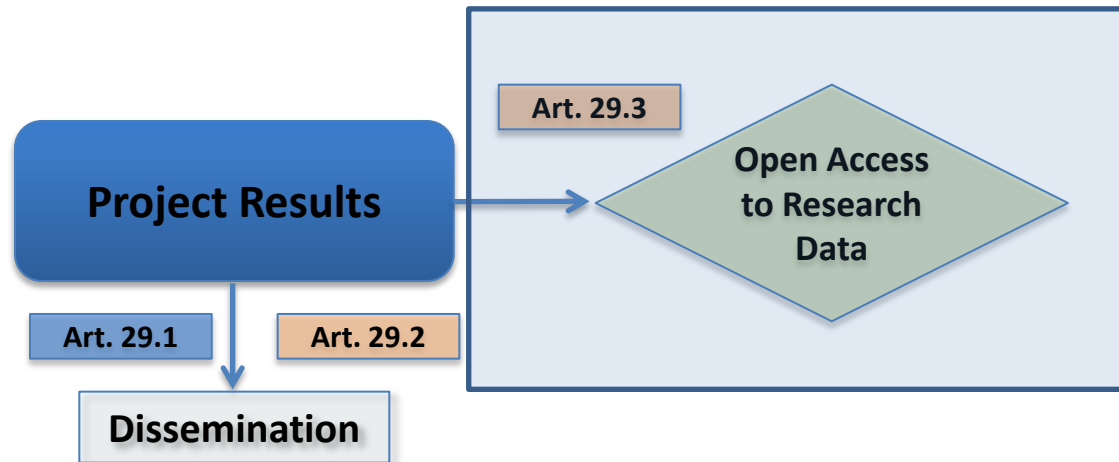 Project Results
Art. 29.3
Open Access
to Research
Data
Art. 29.1
Art. 29.2
Dissemination